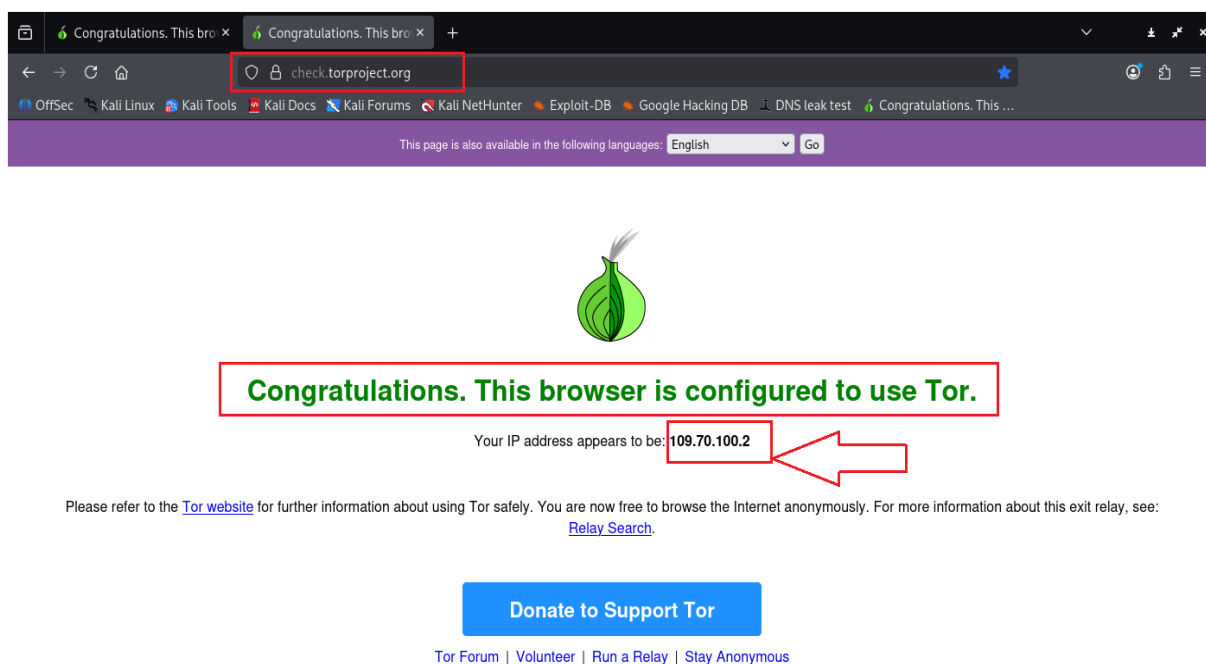 Congratulations. This bro
Congratulations. This bro
check.torproject.org
OffSec Kali Linux Kali Tools Kali Docs Kali Forums Kali NetHunter Exploit-DB Google Hacking DB DNS leak test Congratulations. This ...
This page is also available in the following languages: English Go
Congratulations. This browser is configured to use Tor.
Your IP address appears to be: 109.70.100.2
Please refer to the Tor website for further information about using Tor safely. You are now free to browse the Internet anonymously. For more information about this exit relay, see:
Relay Search.
Donate to Support Tor
Tor Forum | Volunteer | Run a Relay | Stay Anonymous